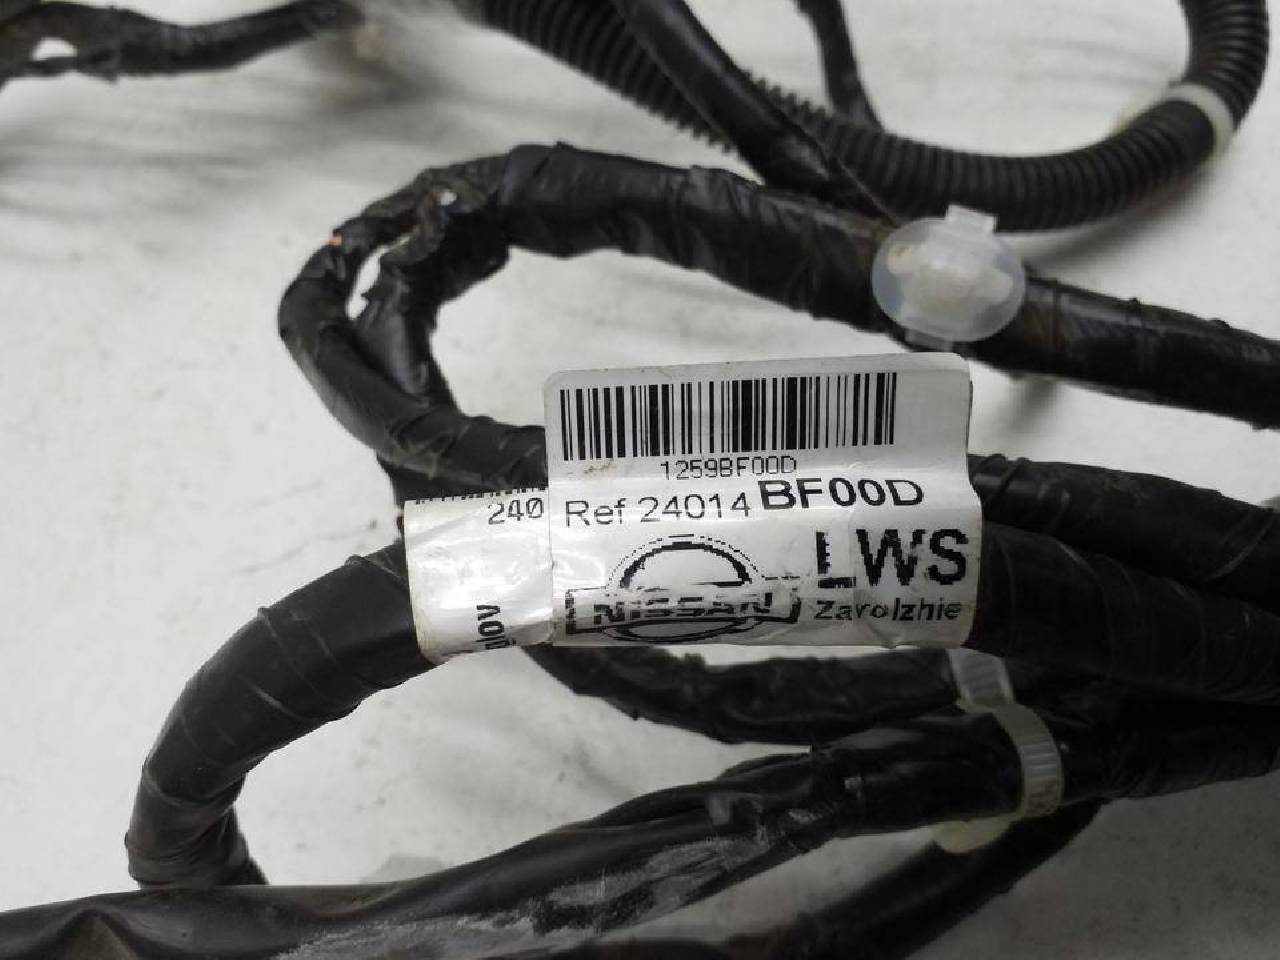 1259BF00D
240
Ref 24014 BF00D
LWS
NISSAN
Zavolzhie